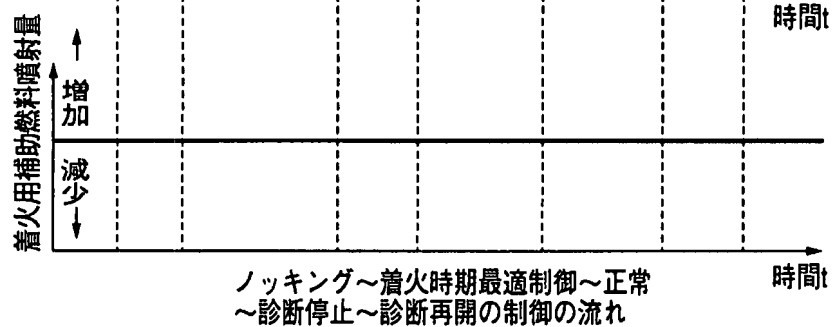 時間t
着火用補助燃料噴射量
増加
減少
時間t
ノッキング～着火時期最適制御～正常
～診断停止～診断再開の制御の流れ